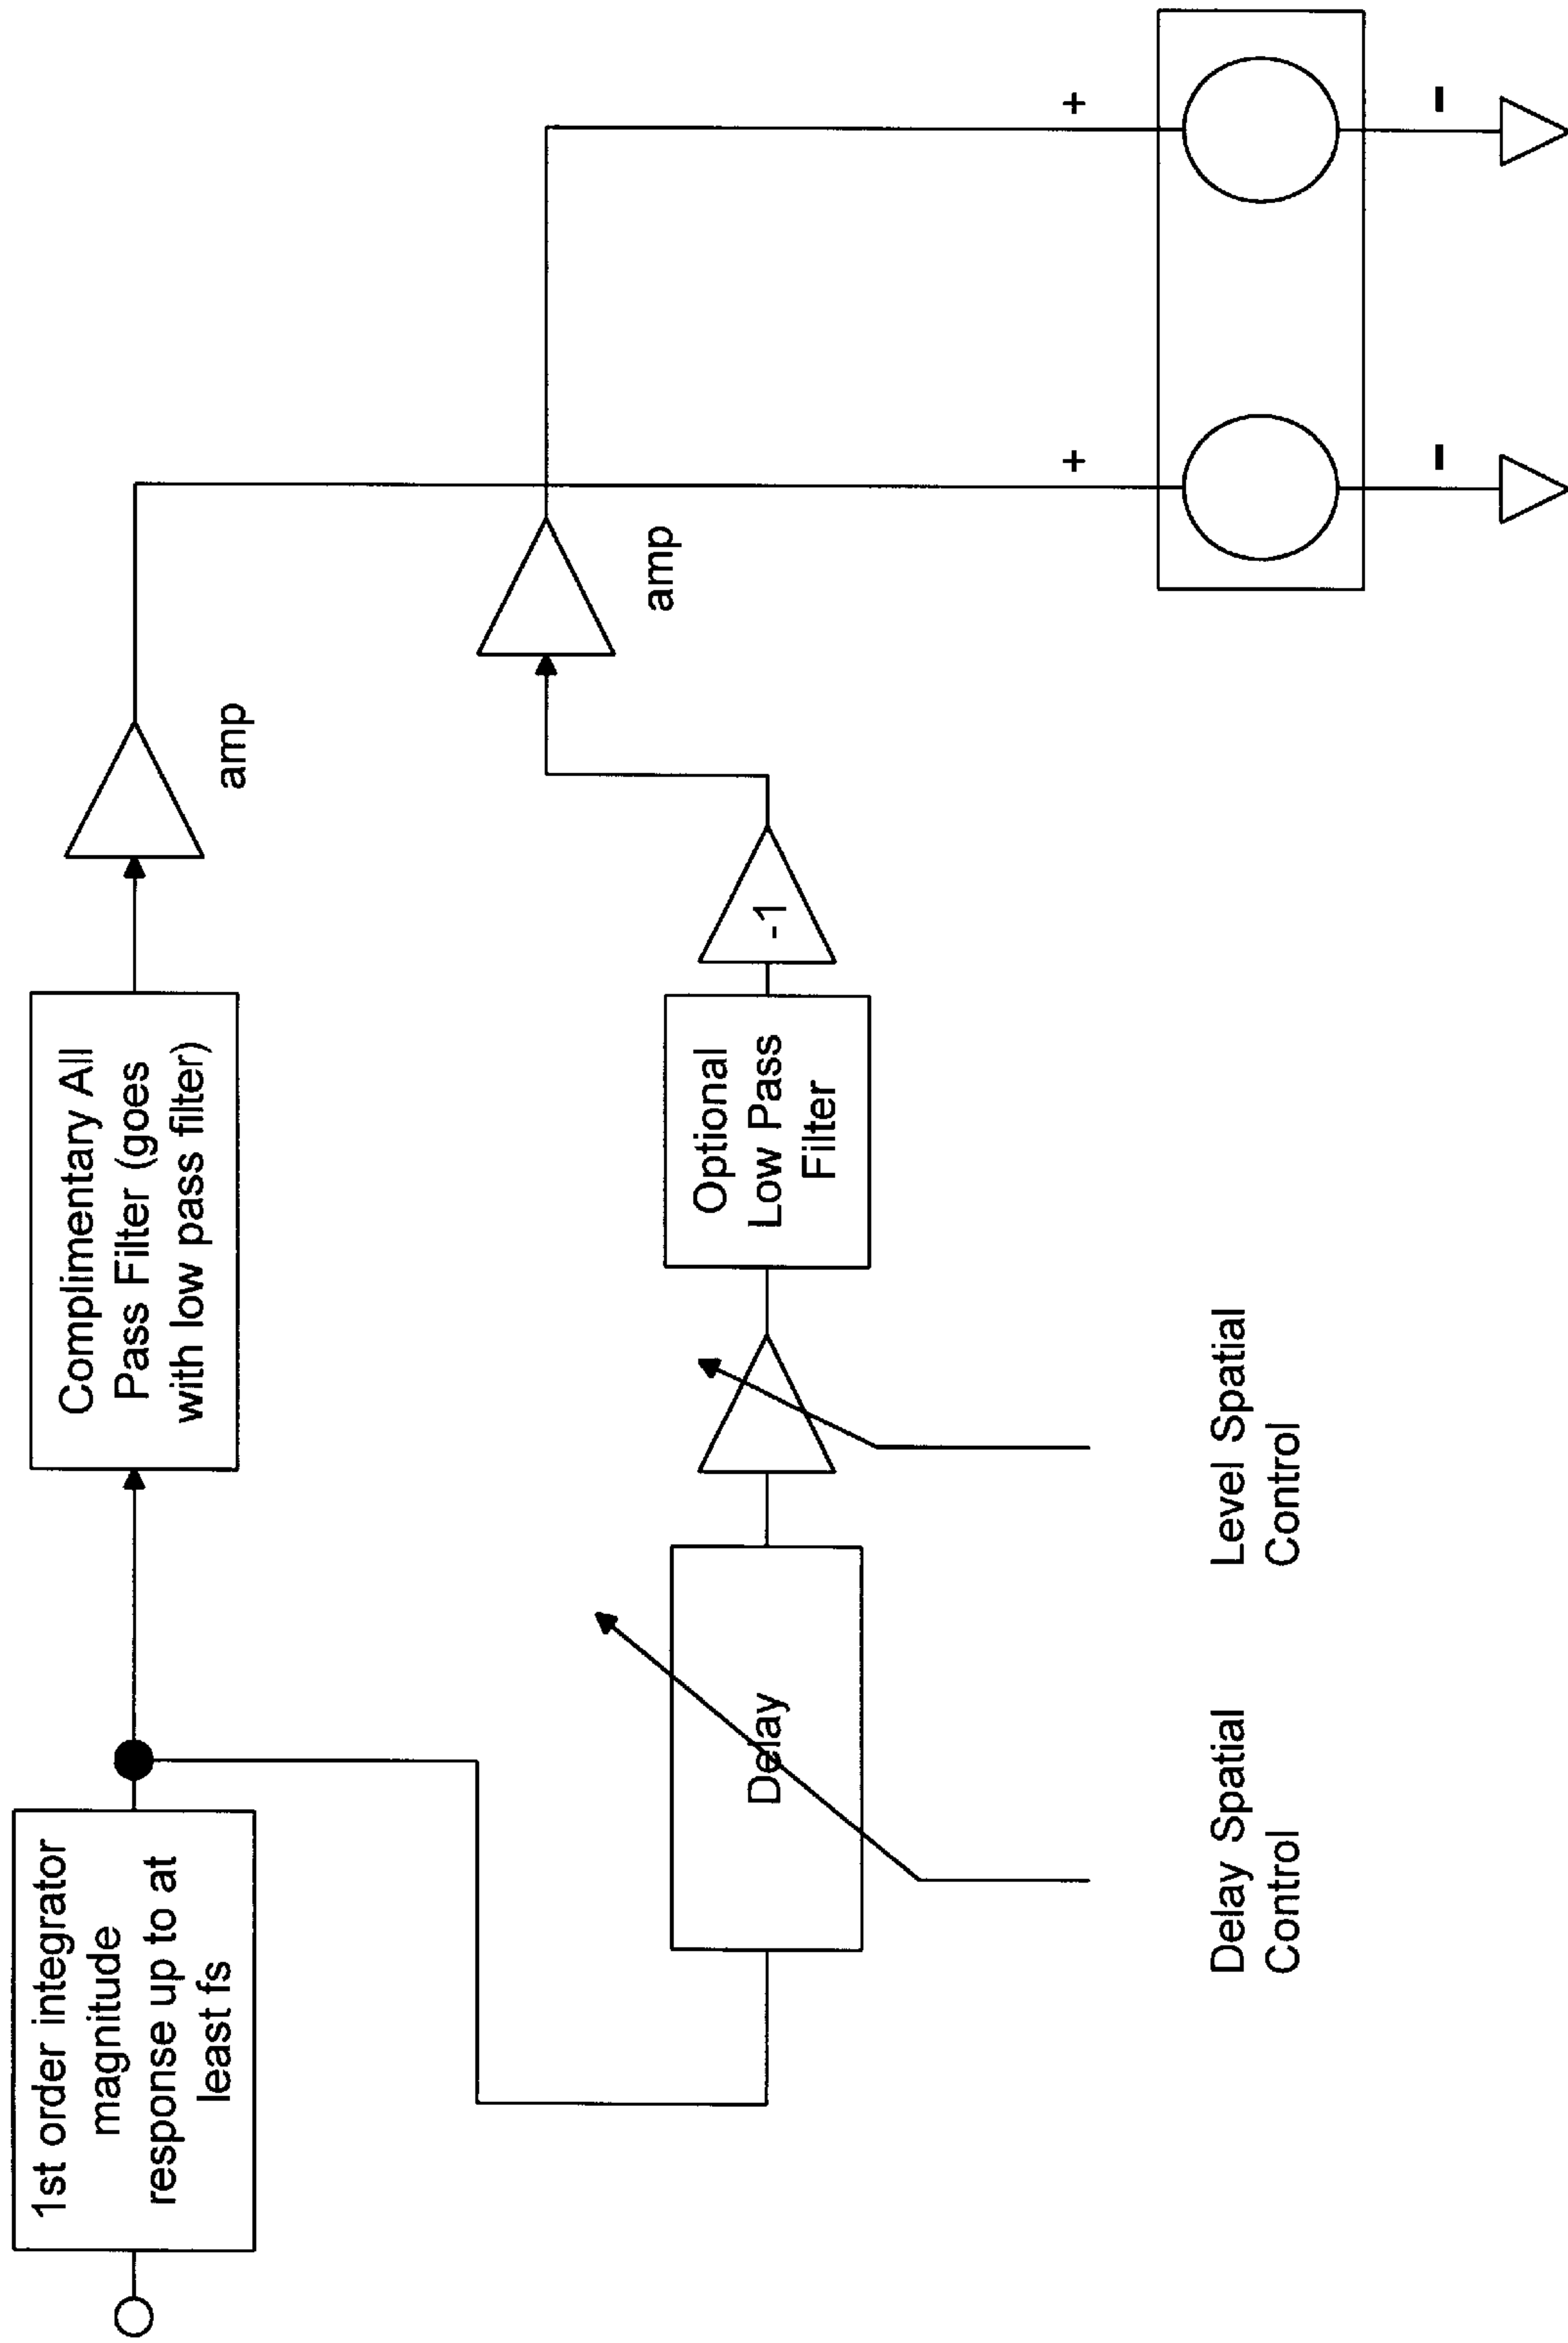 1st order integrator
magnitude
response up to at
least fs
Complimentary All
Pass Filter (goes
with low pass filter)
amp
Delay
Optional
Low Pass
Filter
-1
amp
+
-
+
-
Delay Spatial
Control
Level Spatial
Control